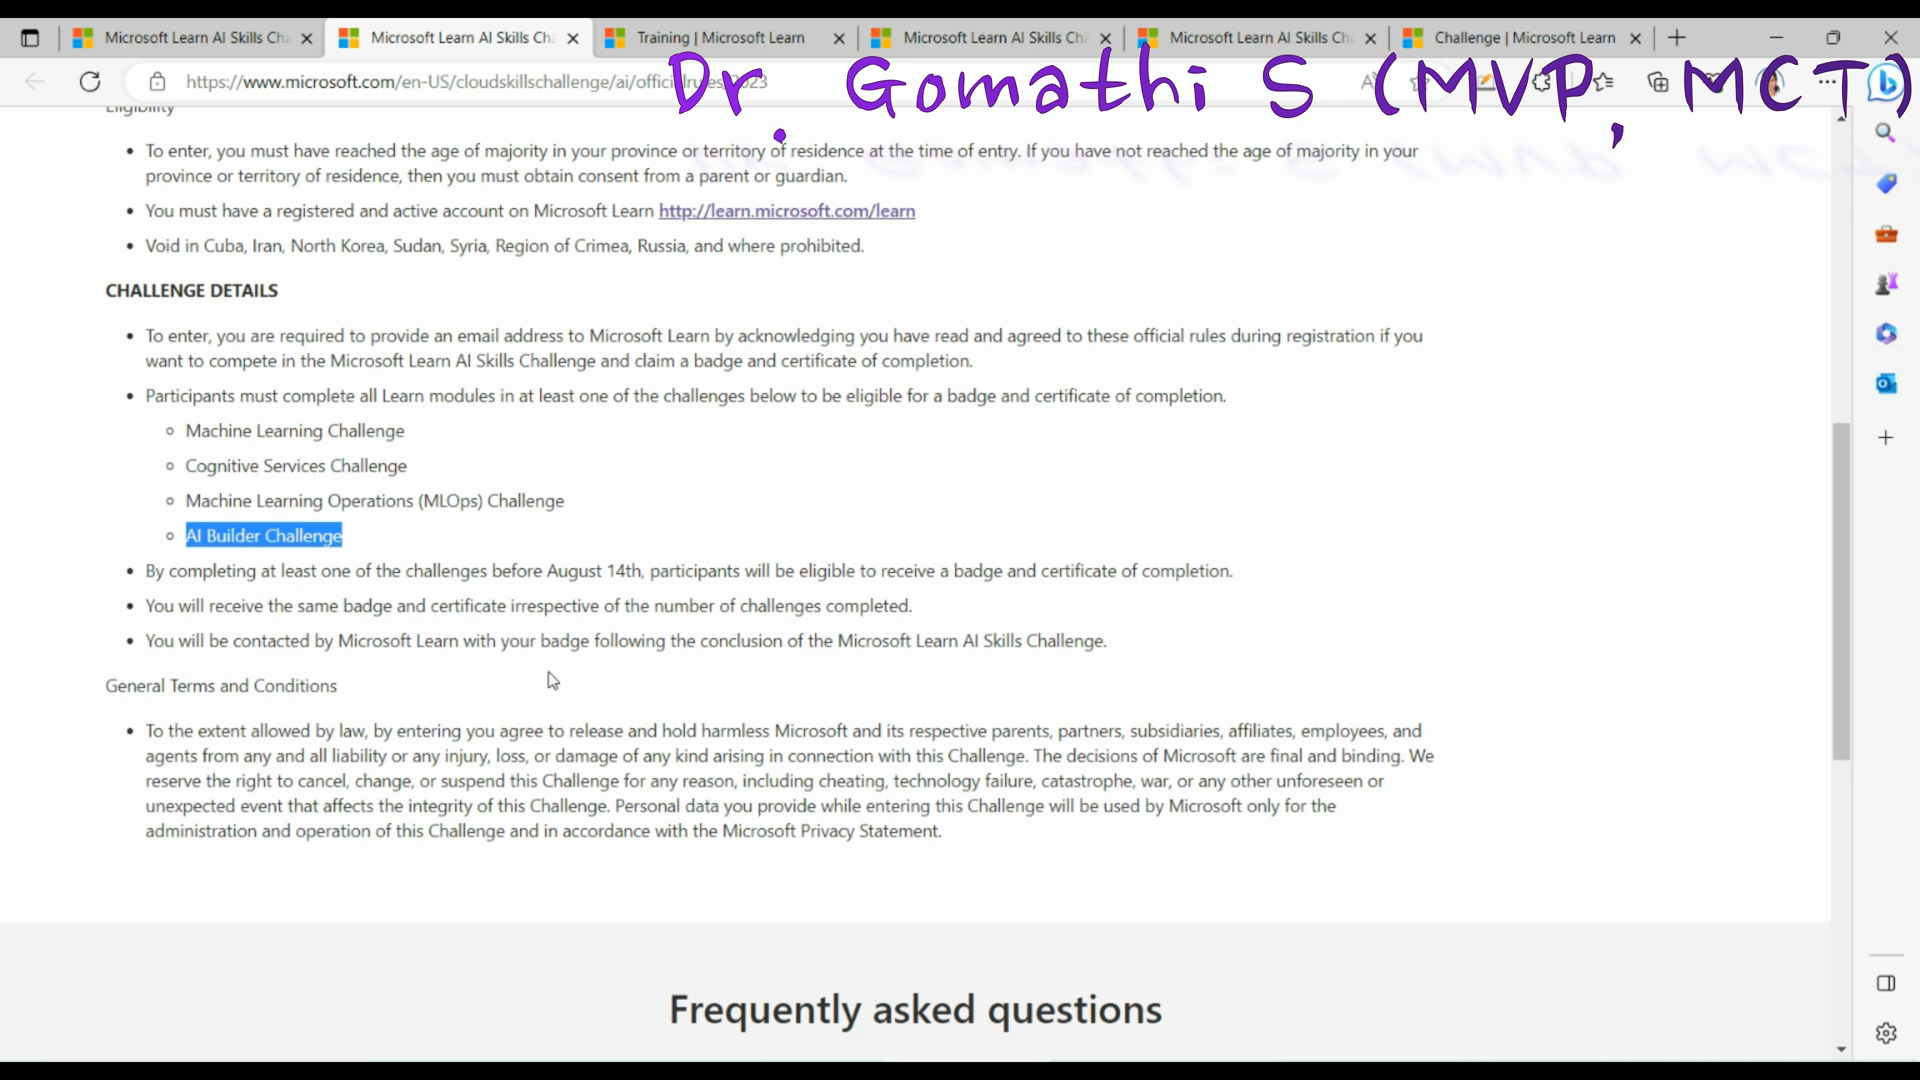 Microsoft Learn AI Skills Ch
Microsoft Learn AI Skills Ch
Training | Microsoft Learn
Microsoft Learn AI Skills Ch
Microsoft Learn AI Skills Ch
Challenge | Microsoft Learn
https://www.microsoft.com/en-US/cloudskillschallenge/ai/officialrules/2023
Dr. Gomathi S (MVP, MCT)
Eligibility
• To enter, you must have reached the age of majority in your province or territory of residence at the time of entry. If you have not reached the age of majority in your
province or territory of residence, then you must obtain consent from a parent or guardian.
• You must have a registered and active account on Microsoft Learn http://learn.microsoft.com/learn
• Void in Cuba, Iran, North Korea, Sudan, Syria, Region of Crimea, Russia, and where prohibited.
CHALLENGE DETAILS
• To enter, you are required to provide an email address to Microsoft Learn by acknowledging you have read and agreed to these official rules during registration if you
want to compete in the Microsoft Learn AI Skills Challenge and claim a badge and certificate of completion.
• Participants must complete all Learn modules in at least one of the challenges below to be eligible for a badge and certificate of completion.
○ Machine Learning Challenge
○ Cognitive Services Challenge
○ Machine Learning Operations (MLOps) Challenge
○ AI Builder Challenge
• By completing at least one of the challenges before August 14th, participants will be eligible to receive a badge and certificate of completion.
• You will receive the same badge and certificate irrespective of the number of challenges completed.
• You will be contacted by Microsoft Learn with your badge following the conclusion of the Microsoft Learn AI Skills Challenge.
General Terms and Conditions
• To the extent allowed by law, by entering you agree to release and hold harmless Microsoft and its respective parents, partners, subsidiaries, affiliates, employees, and
agents from any and all liability or any injury, loss, or damage of any kind arising in connection with this Challenge. The decisions of Microsoft are final and binding. We
reserve the right to cancel, change, or suspend this Challenge for any reason, including cheating, technology failure, catastrophe, war, or any other unforeseen or
unexpected event that affects the integrity of this Challenge. Personal data you provide while entering this Challenge will be used by Microsoft only for the
administration and operation of this Challenge and in accordance with the Microsoft Privacy Statement.
Frequently asked questions